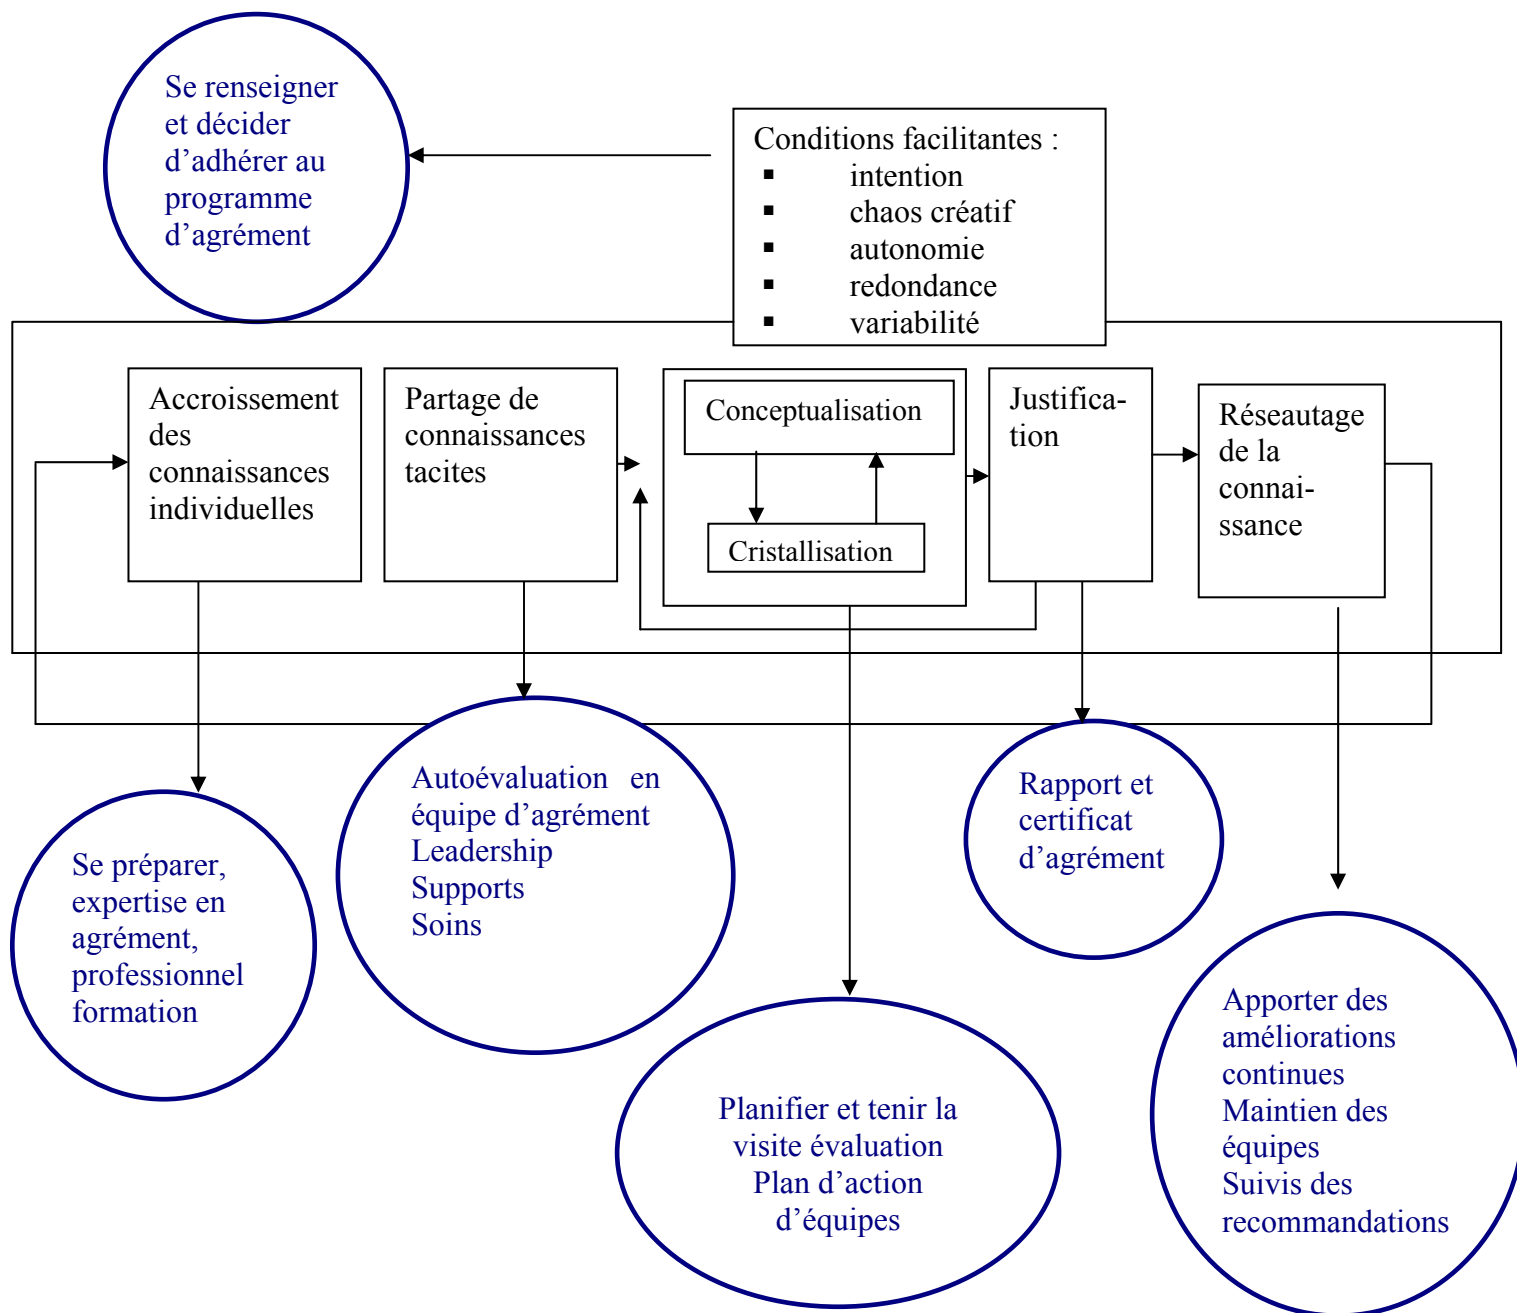 Se renseigner
et décider
d’adhérer au
programme
d’agrément
Conditions facilitantes :
▪ intention
▪ chaos créatif
▪ autonomie
▪ redondance
▪ variabilité
Accroissement
des
connaissances
individuelles
Partage de
connaissances
tacites
Conceptualisation
Cristallisation
Justifica-
tion
Réseautage
de la
connai-
ssance
Se préparer,
expertise en
agrément,
professionnel
formation
Autoévaluation en
équipe d’agrément
Leadership
Supports
Soins
Planifier et tenir la
visite évaluation
Plan d’action
d’équipes
Rapport et
certificat
d’agrément
Apporter des
améliorations
continues
Maintien des
équipes
Suivis des
recommandations